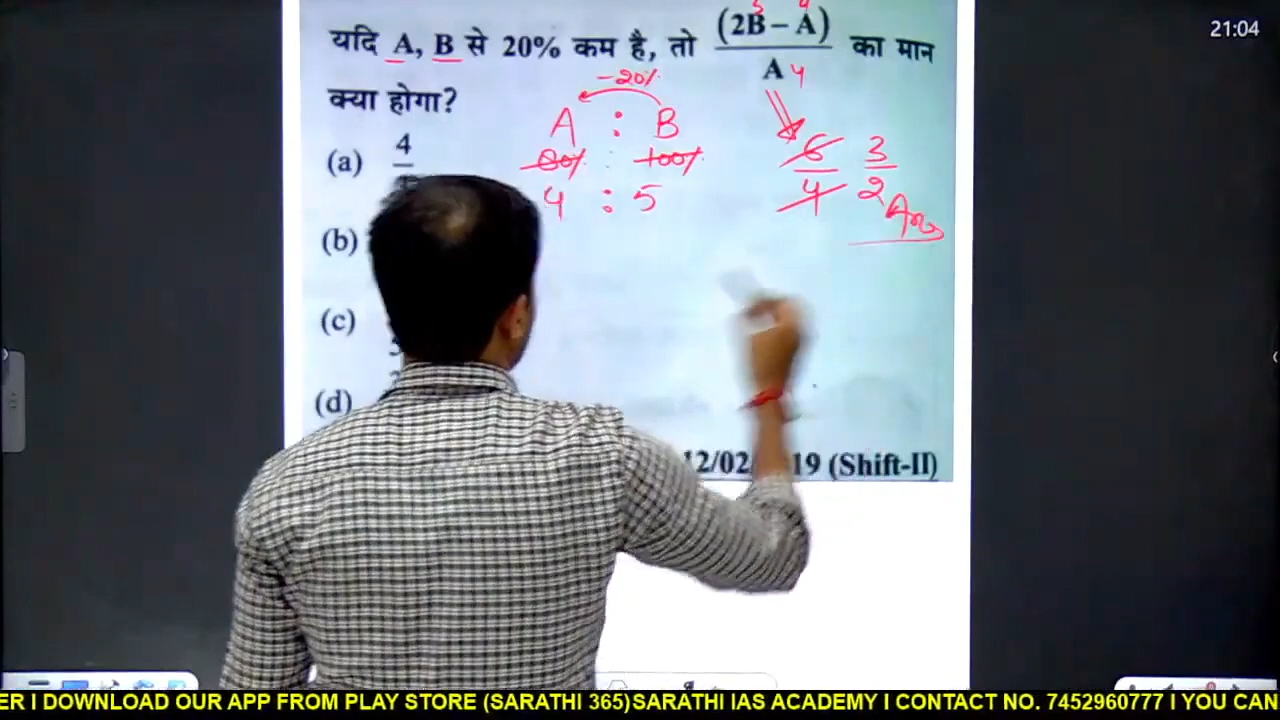 21:04
यदि A, B से 20% कम है, तो (2B – A) / A का मान
क्या होगा?
5 4
4
–20%
A : B
80% : 100%
4 : 5
6/4 3/2 Ans
(a) 4
(b)
(c)
(d)
12/02/ 19 (Shift-II)
ER I DOWNLOAD OUR APP FROM PLAY STORE (SARATHI 365)SARATHI IAS ACADEMY I CONTACT NO. 7452960777 I YOU CAN